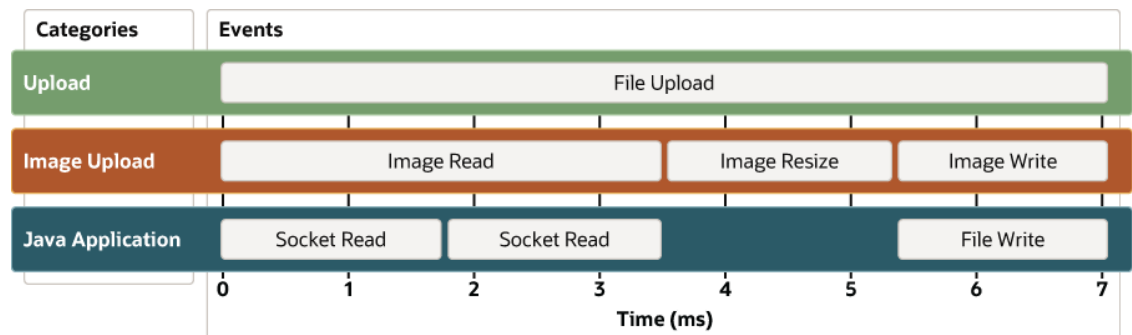 Categories
Events
Upload
File Upload
Image Upload
Image Read
Image Resize
Image Write
Java Application
Socket Read
Socket Read
File Write
0 1 2 3 4 5 6 7
Time (ms)